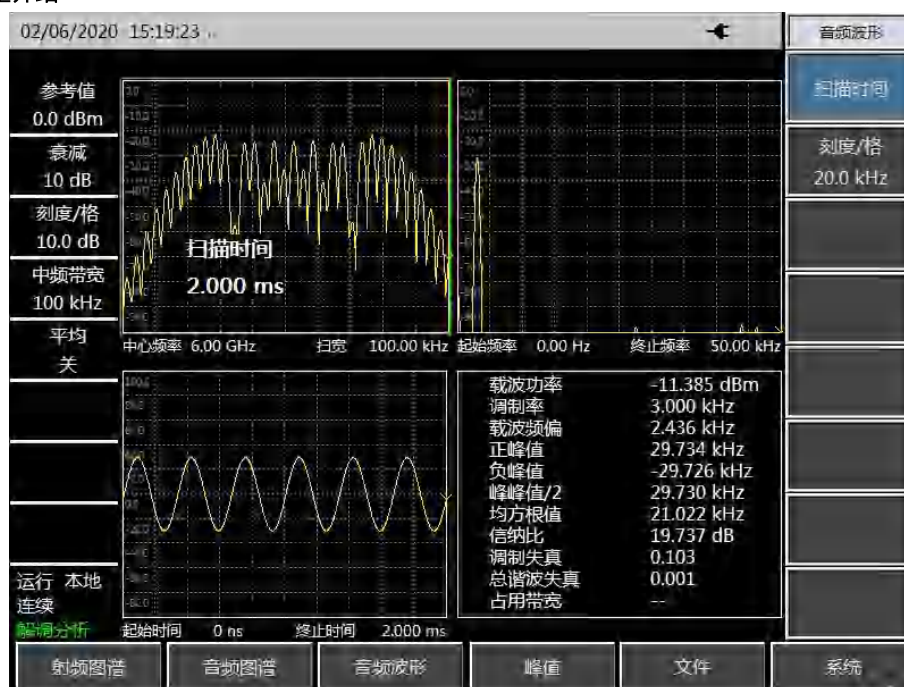 02/06/2020 15:19:23
音频波形
扫描时间
刻度/格
20.0 kHz
参考值
0.0 dBm
衰减
10 dB
刻度/格
10.0 dB
中频带宽
100 kHz
平均
关
扫描时间
2.000 ms
中心频率 6.00 GHz 扫宽 100.00 kHz
起始频率 0.00 Hz 终止频率 50.00 kHz
载波功率 -11.385 dBm
调制率 3.000 kHz
载波频偏 2.436 kHz
正峰值 29.734 kHz
负峰值 -29.726 kHz
峰峰值/2 29.730 kHz
均方根值 21.022 kHz
信纳比 19.737 dB
调制失真 0.103
总谐波失真 0.001
占用带宽 --
运行 本地
连续
解调分析
起始时间 0 ns 终止时间 2.000 ms
射频图谱 音频图谱 音频波形 峰值 文件 系统